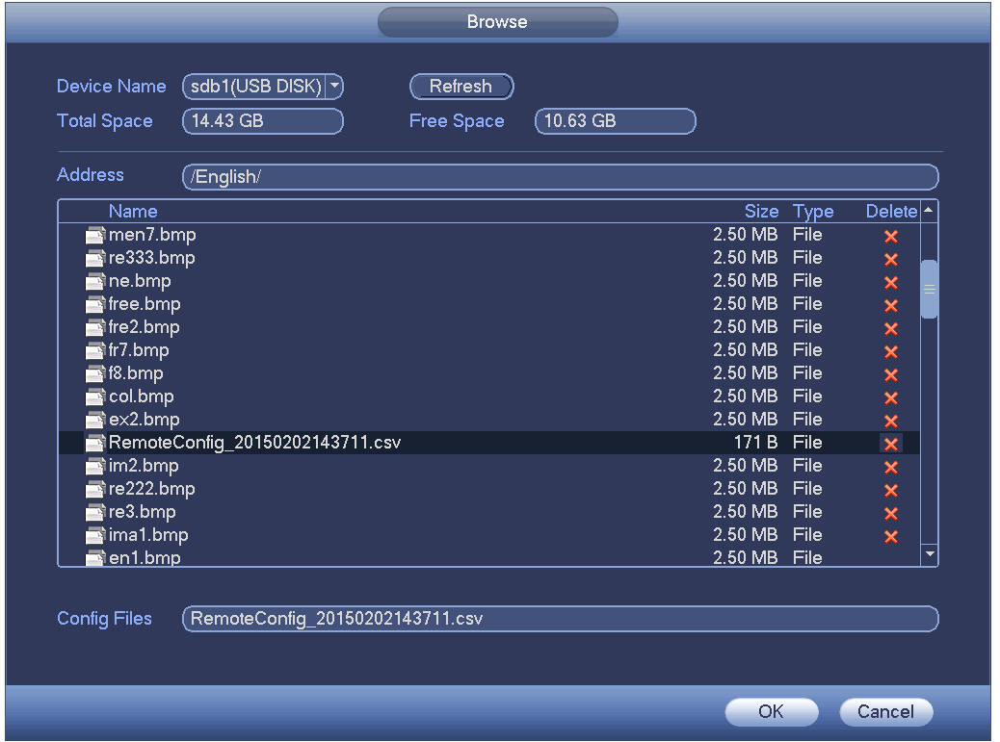 Browse
Device Name sdb1(USB DISK) Refresh
Total Space 14.43 GB Free Space 10.63 GB
Address /English/
Name Size Type Delete
men7.bmp 2.50 MB File
re333.bmp 2.50 MB File
ne.bmp 2.50 MB File
free.bmp 2.50 MB File
fre2.bmp 2.50 MB File
fr7.bmp 2.50 MB File
f8.bmp 2.50 MB File
col.bmp 2.50 MB File
ex2.bmp 2.50 MB File
RemoteConfig_20150202143711.csv 171 B File
im2.bmp 2.50 MB File
re222.bmp 2.50 MB File
re3.bmp 2.50 MB File
ima1.bmp 2.50 MB File
en1.bmp 2.50 MB File
Config Files RemoteConfig_20150202143711.csv
OK Cancel